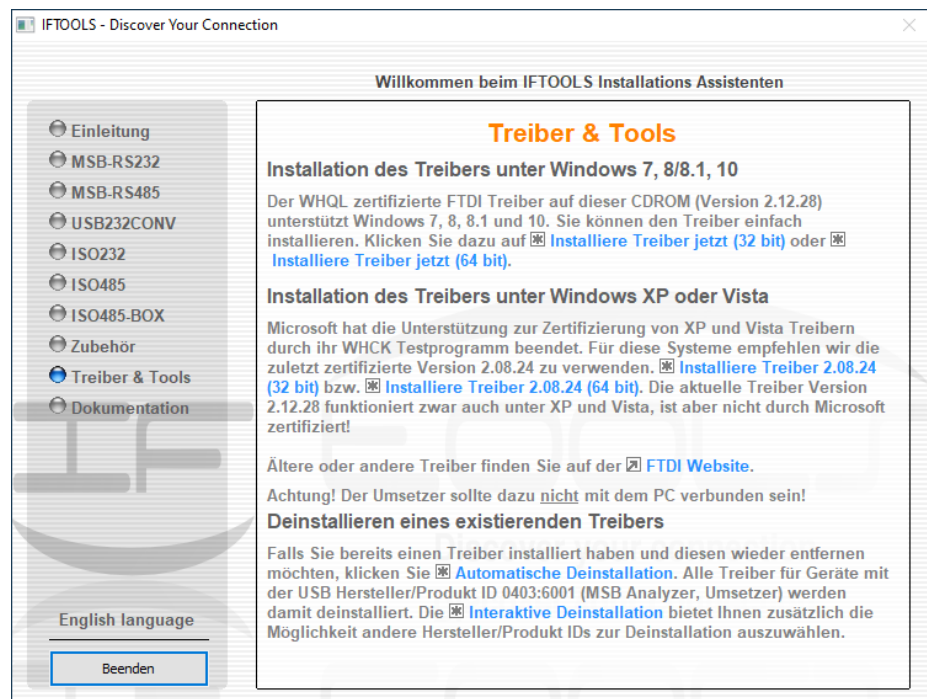 IFTOOLS - Discover Your Connection
Willkommen beim IFTOOLS Installations Assistenten
Einleitung
MSB-RS232
MSB-RS485
USB232CONV
ISO232
ISO485
ISO485-BOX
Zubehör
Treiber & Tools
Dokumentation
English language
Beenden
Treiber & Tools
Installation des Treibers unter Windows 7, 8/8.1, 10
Der WHQL zertifizierte FTDI Treiber auf dieser CDROM (Version 2.12.28)
unterstützt Windows 7, 8, 8.1 und 10. Sie können den Treiber einfach
installieren. Klicken Sie dazu auf Installiere Treiber jetzt (32 bit) oder
Installiere Treiber jetzt (64 bit).
Installation des Treibers unter Windows XP oder Vista
Microsoft hat die Unterstützung zur Zertifizierung von XP und Vista Treibern
durch ihr WHCK Testprogramm beendet. Für diese Systeme empfehlen wir die
zuletzt zertifizierte Version 2.08.24 zu verwenden. Installiere Treiber 2.08.24
(32 bit) bzw. Installiere Treiber 2.08.24 (64 bit). Die aktuelle Treiber Version
2.12.28 funktioniert zwar auch unter XP und Vista, ist aber nicht durch Microsoft
zertifiziert!
Ältere oder andere Treiber finden Sie auf der FTDI Website.
Achtung! Der Umsetzer sollte dazu nicht mit dem PC verbunden sein!
Deinstallieren eines existierenden Treibers
Falls Sie bereits einen Treiber installiert haben und diesen wieder entfernen
möchten, klicken Sie Automatische Deinstallation. Alle Treiber für Geräte mit
der USB Hersteller/Produkt ID 0403:6001 (MSB Analyzer, Umsetzer) werden
damit deinstalliert. Die Interaktive Deinstallation bietet Ihnen zusätzlich die
Möglichkeit andere Hersteller/Produkt IDs zur Deinstallation auszuwählen.